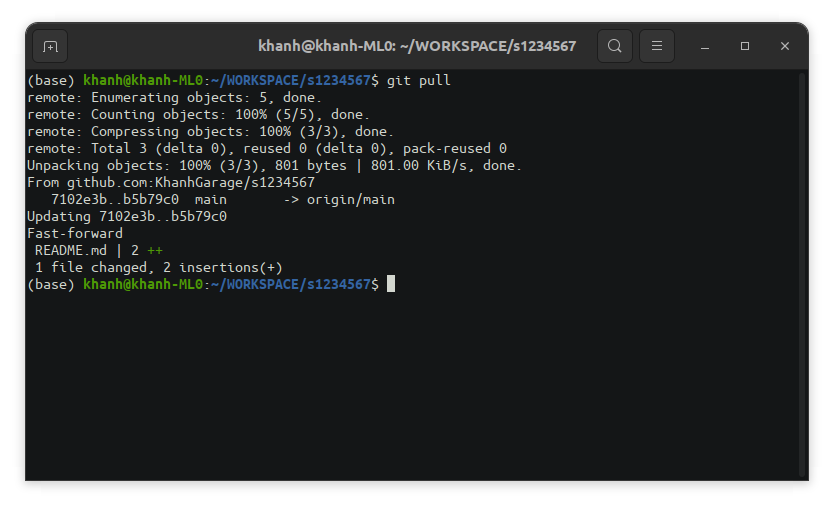 khanh@khanh-ML0: ~/WORKSPACE/s1234567
(base) khanh@khanh-ML0:~/WORKSPACE/s1234567$ git pull
remote: Enumerating objects: 5, done.
remote: Counting objects: 100% (5/5), done.
remote: Compressing objects: 100% (3/3), done.
remote: Total 3 (delta 0), reused 0 (delta 0), pack-reused 0
Unpacking objects: 100% (3/3), 801 bytes | 801.00 KiB/s, done.
From github.com:KhanhGarage/s1234567
   7102e3b..b5b79c0  main       -> origin/main
Updating 7102e3b..b5b79c0
Fast-forward
 README.md | 2 ++
 1 file changed, 2 insertions(+)
(base) khanh@khanh-ML0:~/WORKSPACE/s1234567$